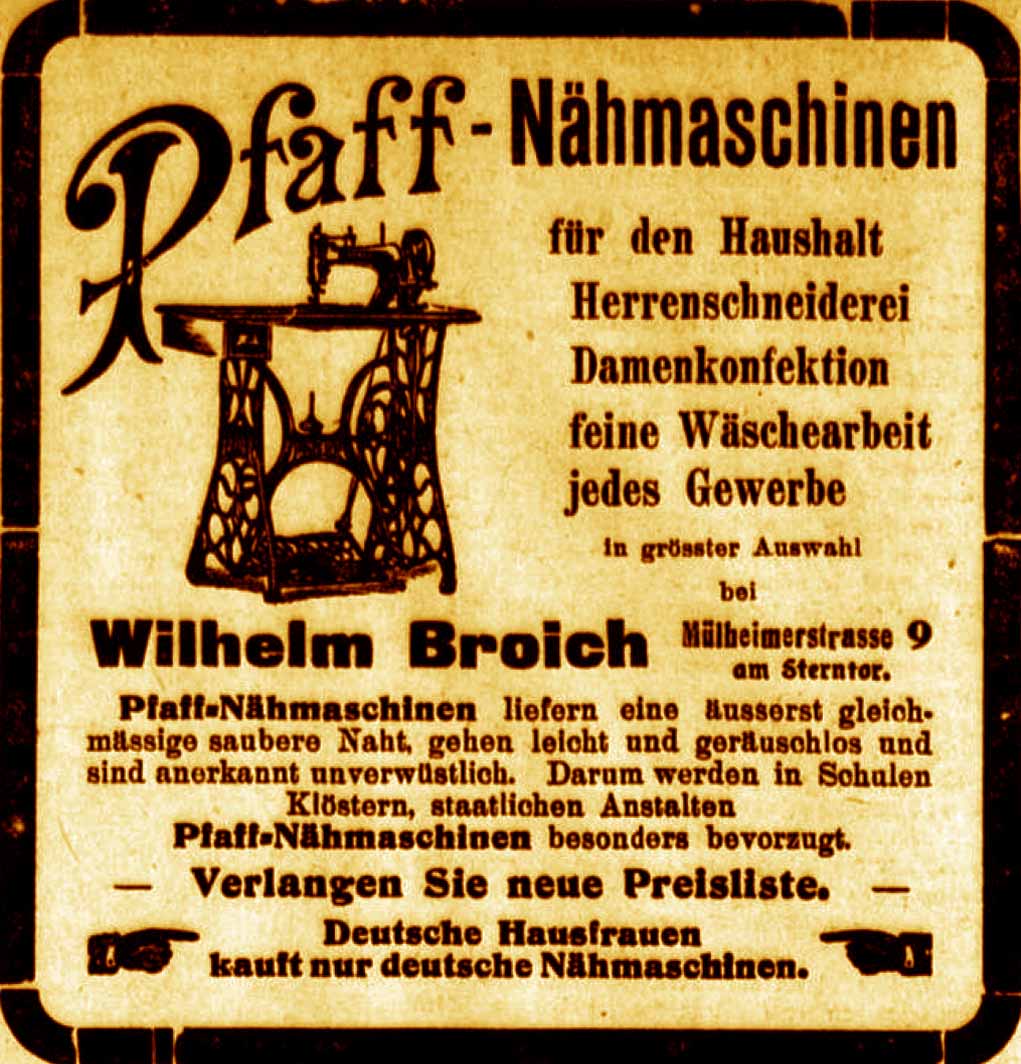 Pfaff-Nähmaschinen
für den Haushalt
Herrenschneiderei
Damenkonfektion
feine Wäschearbeit
jedes Gewerbe
in grösster Auswahl
bei
Wilhelm Broich Mülheimerstrasse 9
am Sterntor.
Pfaff-Nähmaschinen liefern eine äusserst gleich-
mässige saubere Naht, gehen leicht und geräuschlos und
sind anerkannt unverwüstlich. Darum werden in Schulen
Klöstern, staatlichen Anstalten
Pfaff-Nähmaschinen besonders bevorzugt.
— Verlangen Sie neue Preisliste. —
Deutsche Hausfrauen
kauft nur deutsche Nähmaschinen.